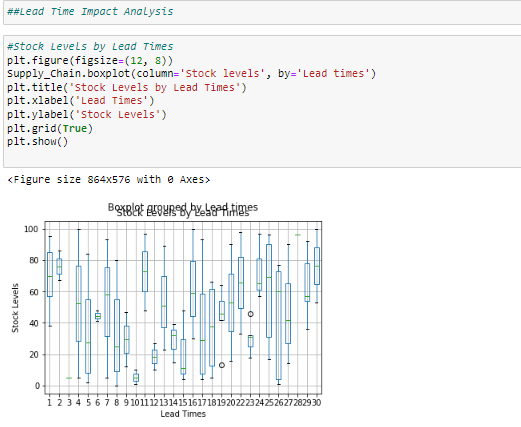 ##Lead Time Impact Analysis
#Stock Levels by Lead Times
plt.figure(figsize=(12, 8))
Supply_Chain.boxplot(column='Stock levels', by='Lead times')
plt.title('Stock Levels by Lead Times')
plt.xlabel('Lead Times')
plt.ylabel('Stock Levels')
plt.grid(True)
plt.show()
<Figure size 864x576 with 0 Axes>
Boxplot grouped by Lead times
Stock Levels by Lead Times
100
80
60
40
20
0
Stock Levels
1 2 3 4 5 6 7 8 9 10 11 12 13 14 15 16 17 18 19 20 21 22 23 24 25 26 27 28 29 30
Lead Times